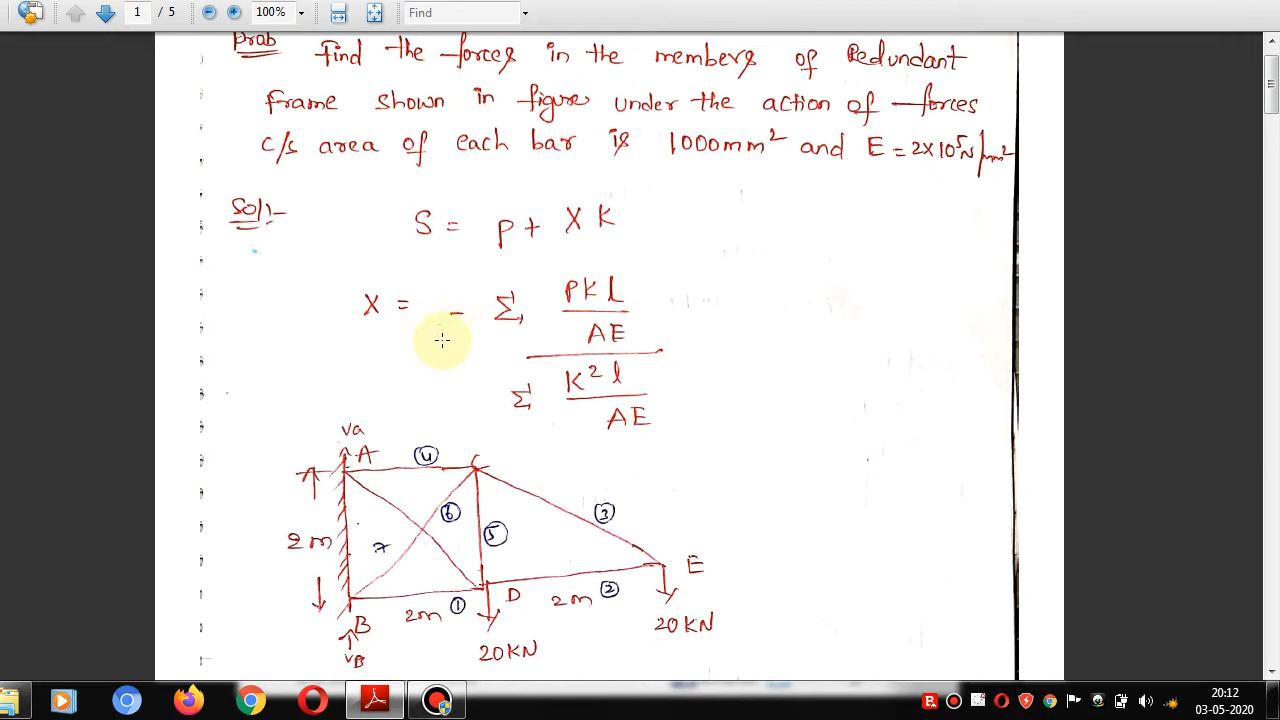 1 / 5
100%
Find
Prob Find the forces in the members of Redundant
Frame shown in figure under the action of forces
c/s area of each bar is 1000mm² and E = 2×10⁵N/mm²
Sol:-
S = P + X K
X = - Σ PKl
AE
Σ K²l
AE
Va
A
4
C
6
5
3
2m
7
E
2m
1
D
2m
2
B
20KN
VB
20KN
20:12
03-05-2020